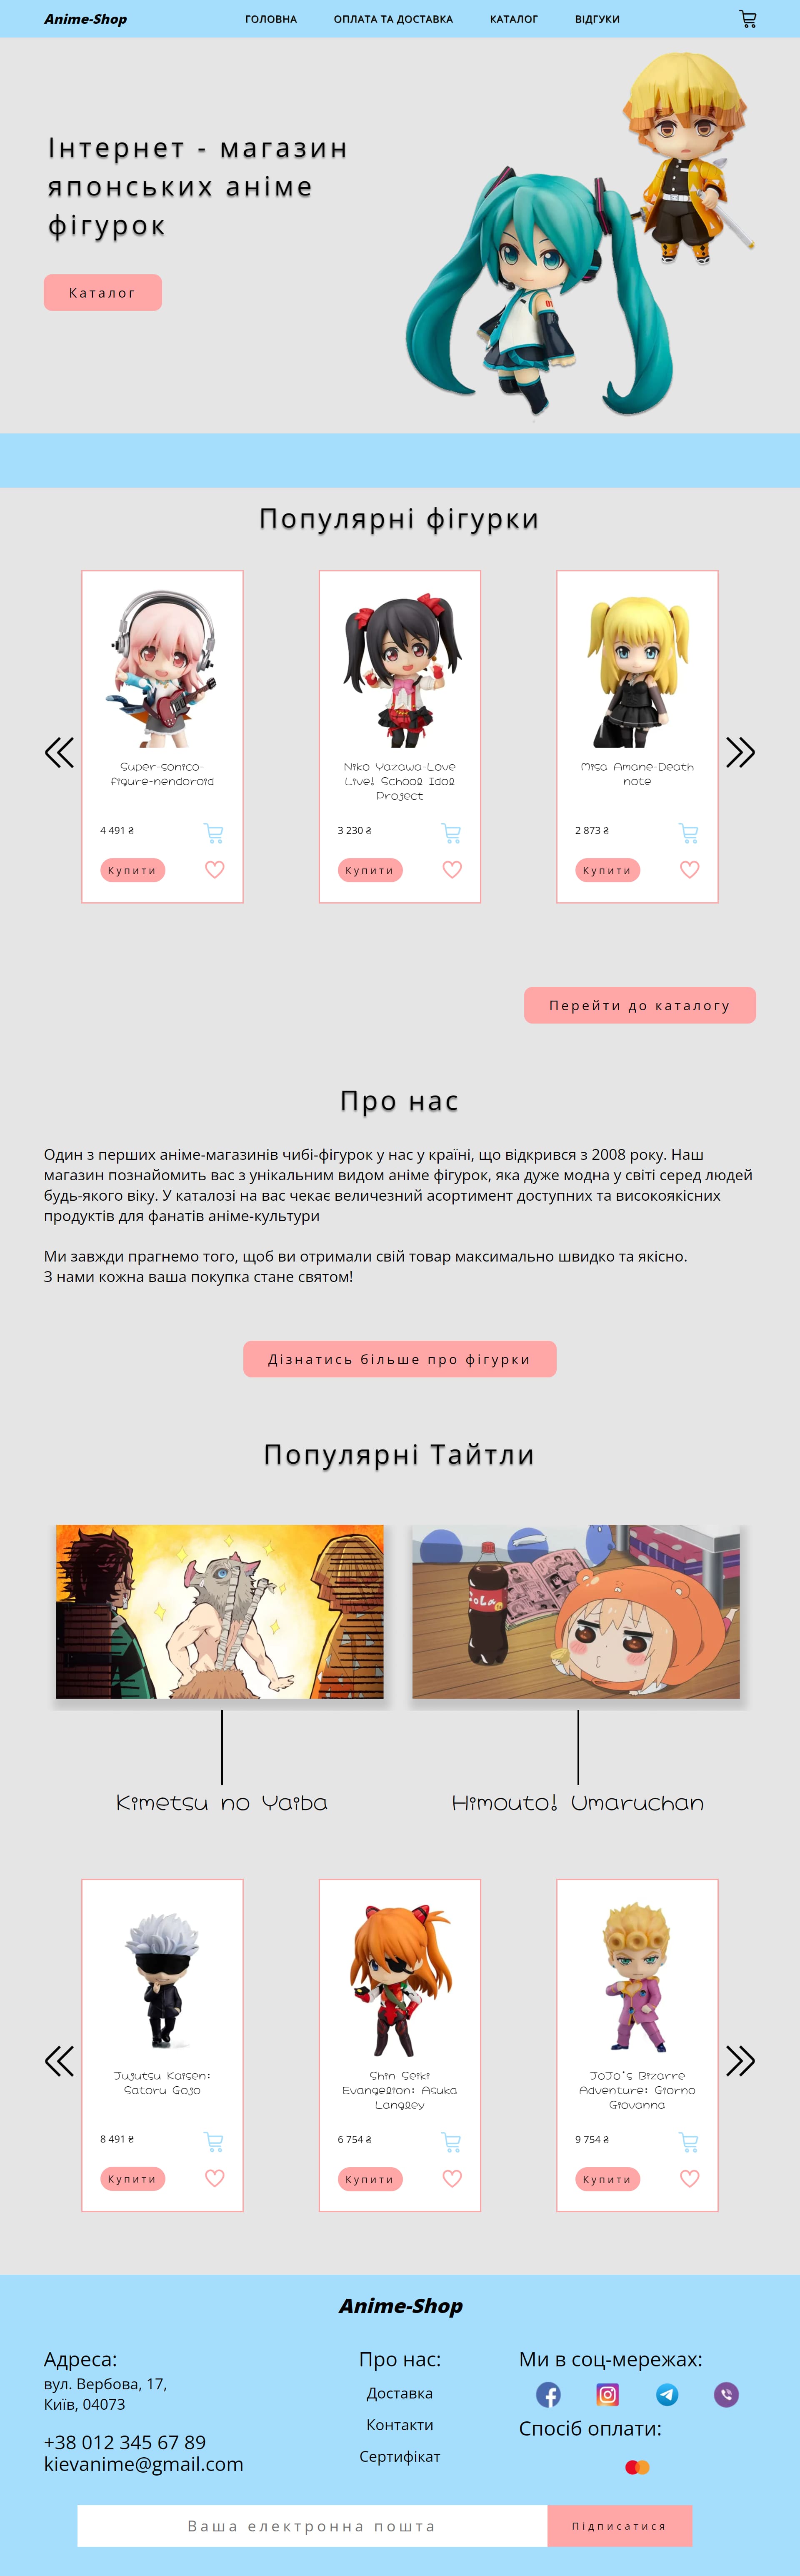 Anime-Shop
ГОЛОВНА
ОПЛАТА ТА ДОСТАВКА
КАТАЛОГ
ВІДГУКИ
Інтернет - магазин
японських аніме
фігурок
Каталог
Популярні фігурки
Super-sonico-
figure-nendoroid
4 491 ₴
Купити
Niko Yazawa-Love
Live! School Idol
Project
3 230 ₴
Купити
Misa Amane-Death
note
2 873 ₴
Купити
Перейти до каталогу
Про нас
Один з перших аніме-магазинів чибі-фігурок у нас у країні, що відкрився з 2008 року. Наш
магазин познайомить вас з унікальним видом аніме фігурок, яка дуже модна у світі серед людей
будь-якого віку. У каталозі на вас чекає величезний асортимент доступних та високоякісних
продуктів для фанатів аніме-культури
Ми завжди прагнемо того, щоб ви отримали свій товар максимально швидко та якісно.
З нами кожна ваша покупка стане святом!
Дізнатись більше про фігурки
Популярні Тайтли
Cola
Kimetsu no Yaiba
Himouto! Umaruchan
Jujutsu Kaisen:
Satoru Gojo
8 491 ₴
Купити
Shin Seiki
Evangelion: Asuka
Langley
6 754 ₴
Купити
JoJo's Bizarre
Adventure: Giorno
Giovanna
9 754 ₴
Купити
Anime-Shop
Адреса:
вул. Вербова, 17,
Київ, 04073
+38 012 345 67 89
kievanime@gmail.com
Про нас:
Доставка
Контакти
Сертифікат
Ми в соц-мережах:
Спосіб оплати:
Ваша електронна пошта
Підписатися